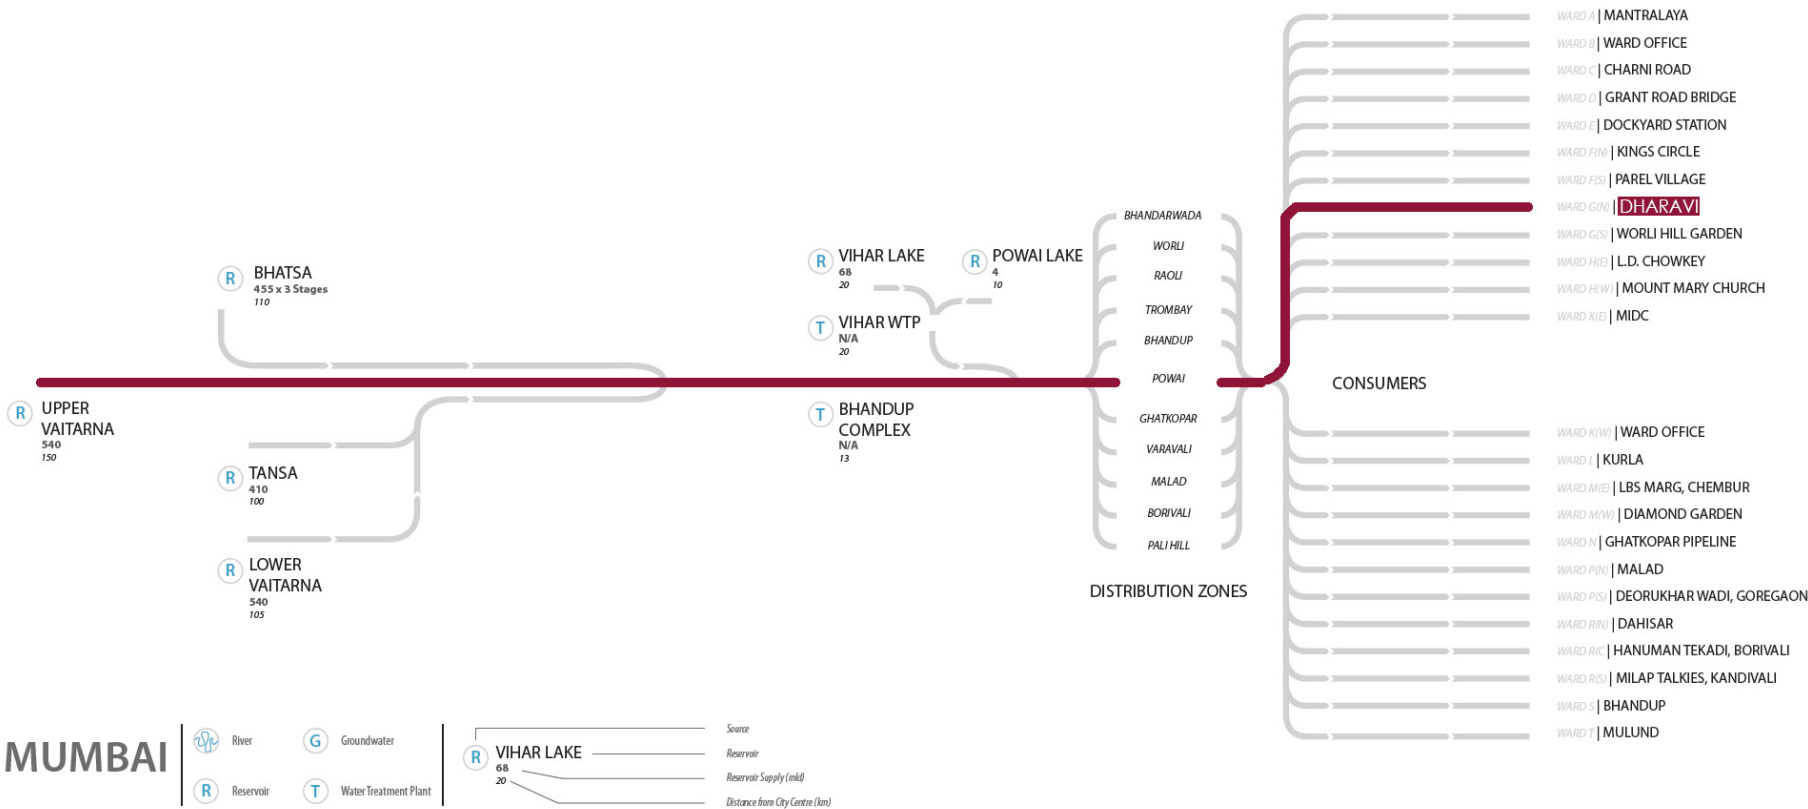 WARD A | MANTRALAYA
WARD B | WARD OFFICE
WARD C | CHARNI ROAD
WARD D | GRANT ROAD BRIDGE
WARD E | DOCKYARD STATION
WARD F(N) | KINGS CIRCLE
WARD F(S) | PAREL VILLAGE
WARD G(N) | DHARAVI
WARD G(S) | WORLI HILL GARDEN
WARD H(E) | L.D. CHOWKEY
WARD H(W) | MOUNT MARY CHURCH
WARD K(E) | MIDC
CONSUMERS
WARD K(W) | WARD OFFICE
WARD L | KURLA
WARD M(E) | LBS MARG, CHEMBUR
WARD M(W) | DIAMOND GARDEN
WARD N | GHATKOPAR PIPELINE
WARD P(N) | MALAD
WARD P(S) | DEORUKHAR WADI, GOREGAON
WARD R(N) | DAHISAR
WARD R(C | HANUMAN TEKADI, BORIVALI
WARD R(S) | MILAP TALKIES, KANDIVALI
WARD S | BHANDUP
WARD T | MULUND
BHANDARWADA
WORLI
RAOLI
TROMBAY
BHANDUP
POWAI
GHATKOPAR
VARAVALI
MALAD
BORIVALI
PALI HILL
DISTRIBUTION ZONES
R VIHAR LAKE
68
20
R POWAI LAKE
4
10
T VIHAR WTP
N/A
20
T BHANDUP
COMPLEX
N/A
13
R BHATSA
455 x 3 Stages
110
R UPPER
VAITARNA
540
150
R TANSA
410
100
R LOWER
VAITARNA
540
105
MUMBAI
River
G Groundwater
R Reservoir
T Water Treatment Plant
R VIHAR LAKE
68
20
Source
Reservoir
Reservoir Supply (mld)
Distance from City Centre (km)